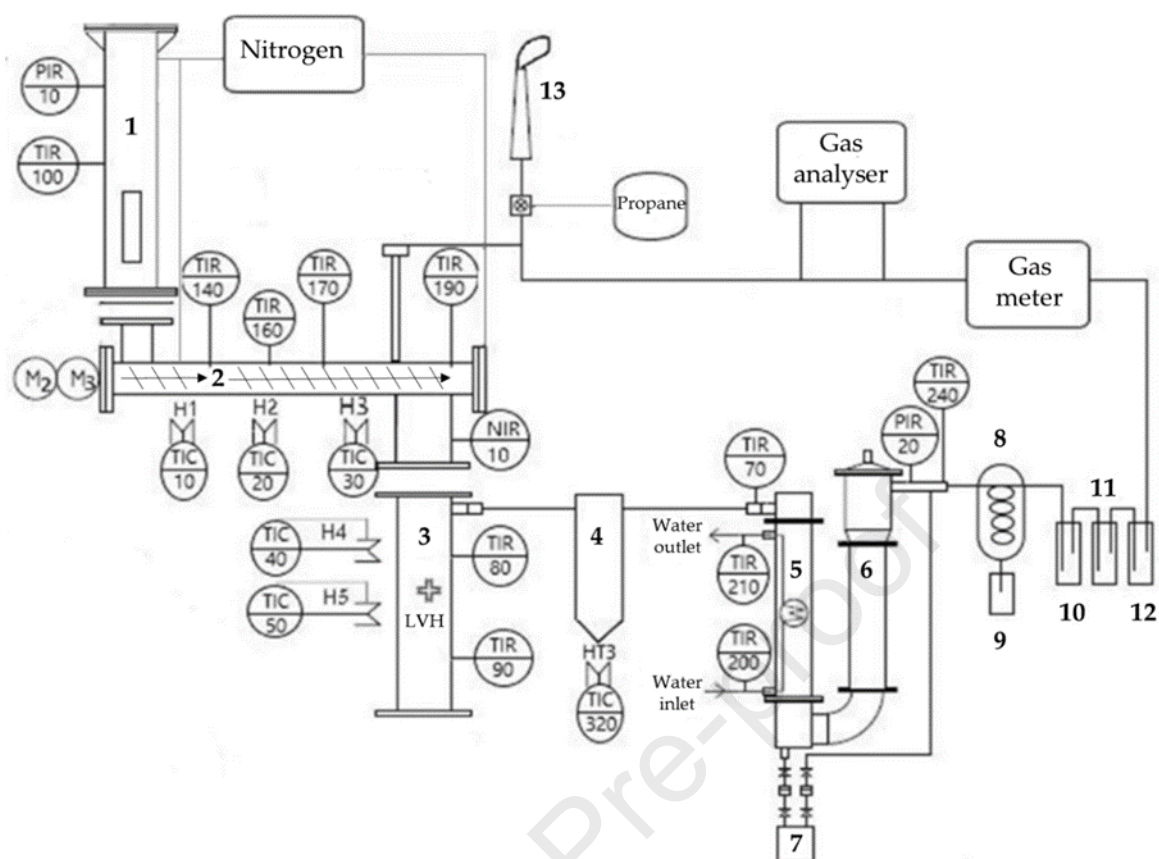 Nitrogen
PIR
10
1
TIR
100
13
Gas
analyser
Propane
TIR
140
TIR
160
TIR
170
TIR
190
Gas
meter
M2
M3
2
H1
TIC
10
H2
TIC
20
H3
TIC
30
NIR
10
TIR
240
PIR
20
8
TIR
70
11
TIC
40
H4
3
TIR
80
4
Water
outlet
TIR
210
5
6
TIC
50
H5
LVH
10
12
9
TIR
90
HT3
TIC
320
TIR
200
Water
inlet
7
Pre-proof